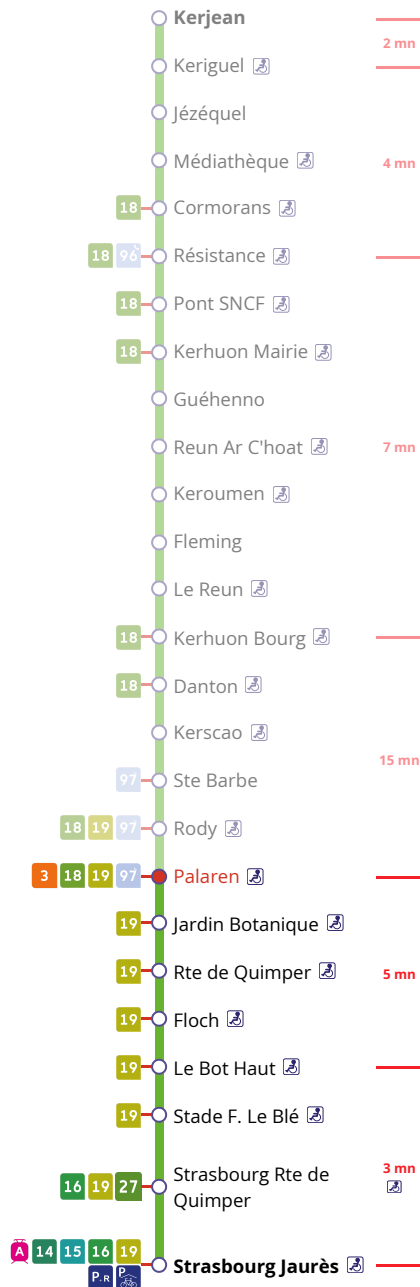 Kerjean
2 mn
Keriguel
Jézéquel
4 mn
Médiathèque
18 Cormorans
18 96 Résistance
18 Pont SNCF
18 Kerhuon Mairie
Guéhenno
Reun Ar C'hoat
7 mn
Keroumen
Fleming
Le Reun
18 Kerhuon Bourg
18 Danton
Kerscao
15 mn
97 Ste Barbe
18 19 97 Rody
3 18 19 97 Palaren
19 Jardin Botanique
19 Rte de Quimper
5 mn
19 Floch
19 Le Bot Haut
19 Stade F. Le Blé
3 mn
16 19 27 Strasbourg Rte de
Quimper
A 14 15 16 19 Strasbourg Jaurès
P.R P